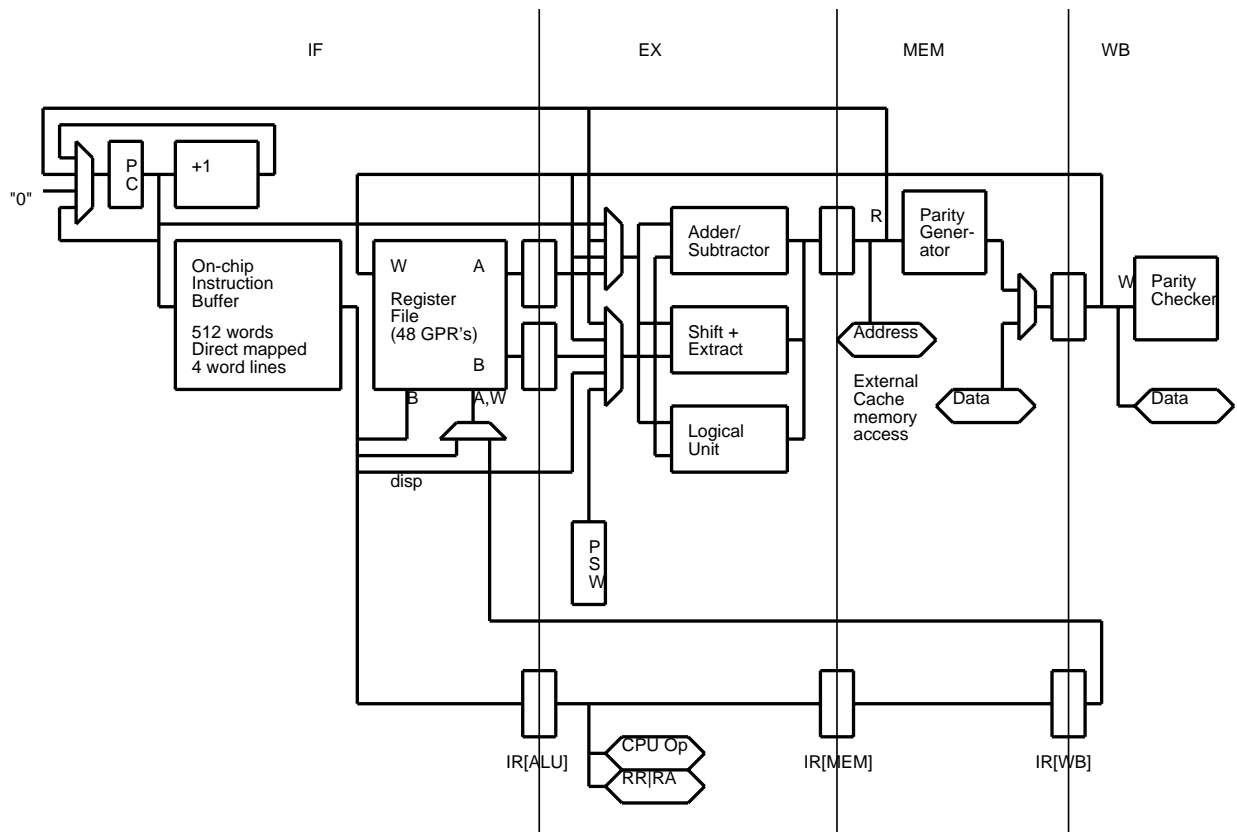 IF
EX
MEM
WB
P
C
+1
"0"
On-chip
Instruction
Buffer
512 words
Direct mapped
4 word lines
W
A
Register
File
(48 GPR's)
B
B
A,W
disp
Adder/
Subtractor
Shift +
Extract
Logical
Unit
P
S
W
R
Parity
Gener-
ator
Address
External
Cache
memory
access
Data
W
Parity
Checker
Data
IR[ALU]
CPU Op
RR|RA
IR[MEM]
IR[WB]